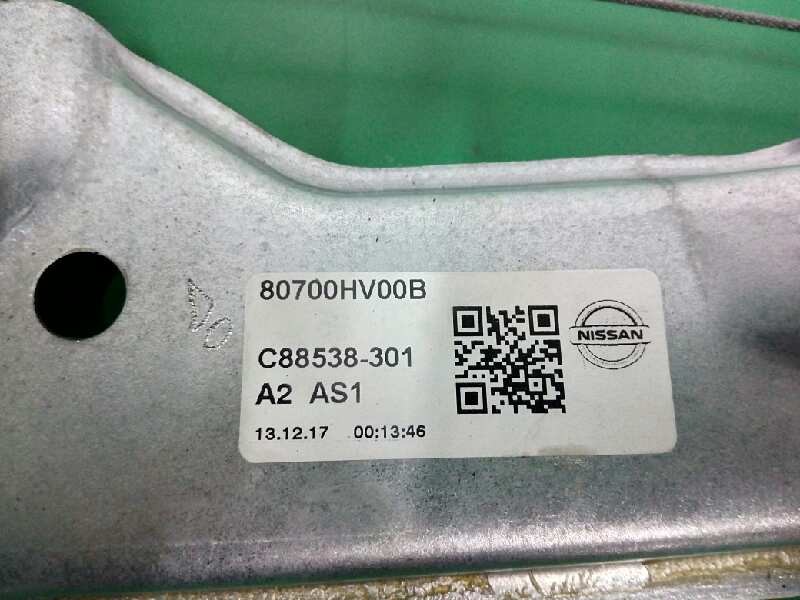 80700HV00B
C88538-301
A2 AS1
13.12.17 00:13:46
NISSAN